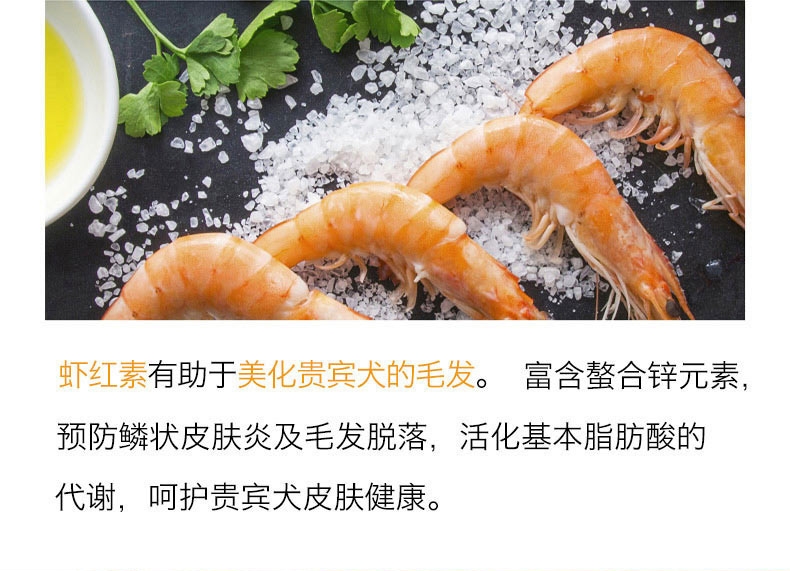 虾红素有助于美化贵宾犬的毛发。 富含螯合锌元素，
预防鳞状皮肤炎及毛发脱落，活化基本脂肪酸的
代谢，呵护贵宾犬皮肤健康。